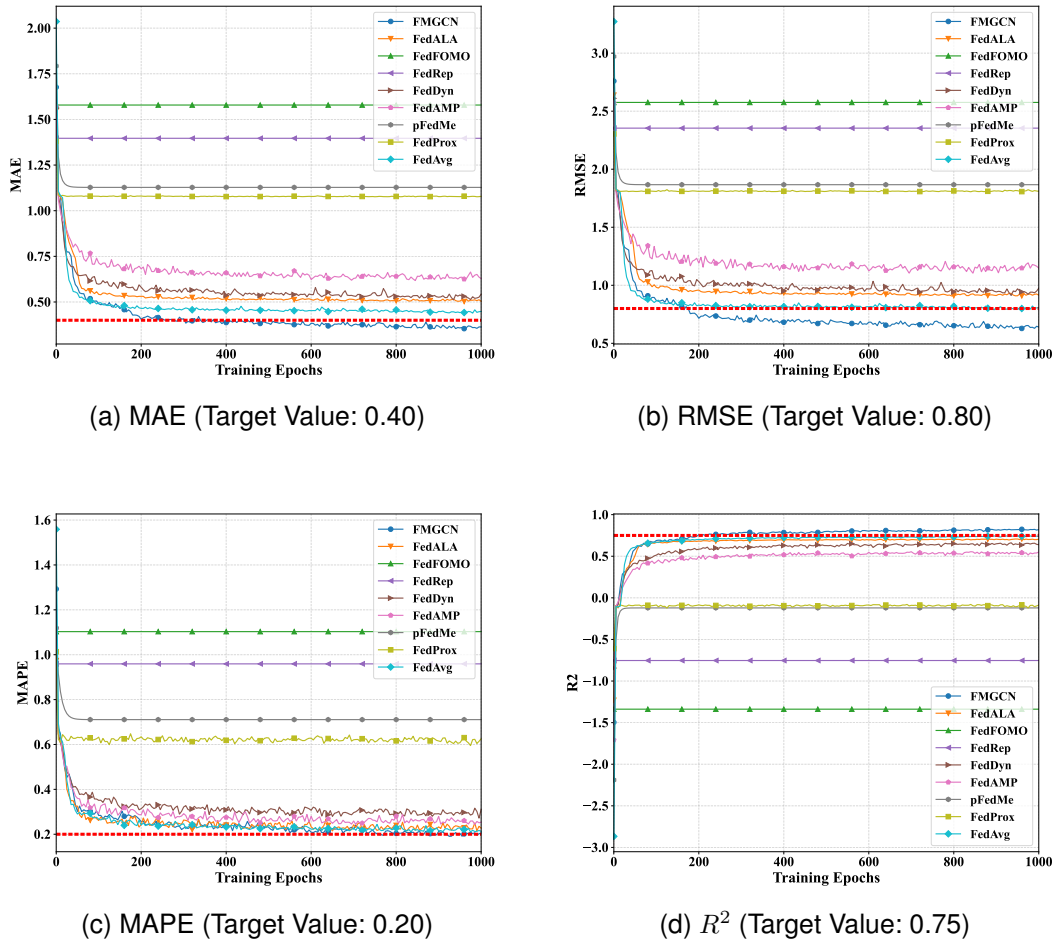 2.00
1.75
1.50
1.25
1.00
0.75
0.50
MAE
0
200
400
600
800
1000
Training Epochs
FMGCN
FedALA
FedFOMO
FedRep
FedDyn
FedAMP
pFedMe
FedProx
FedAvg
(a) MAE (Target Value: 0.40)
3.0
2.5
2.0
1.5
1.0
0.5
RMSE
0
200
400
600
800
1000
Training Epochs
FMGCN
FedALA
FedFOMO
FedRep
FedDyn
FedAMP
pFedMe
FedProx
FedAvg
(b) RMSE (Target Value: 0.80)
1.6
1.4
1.2
1.0
0.8
0.6
0.4
0.2
MAPE
0
200
400
600
800
1000
Training Epochs
FMGCN
FedALA
FedFOMO
FedRep
FedDyn
FedAMP
pFedMe
FedProx
FedAvg
(c) MAPE (Target Value: 0.20)
1.0
0.5
0.0
−0.5
−1.0
−1.5
−2.0
−2.5
−3.0
R2
0
200
400
600
800
1000
Training Epochs
FMGCN
FedALA
FedFOMO
FedRep
FedDyn
FedAMP
pFedMe
FedProx
FedAvg
(d) R² (Target Value: 0.75)